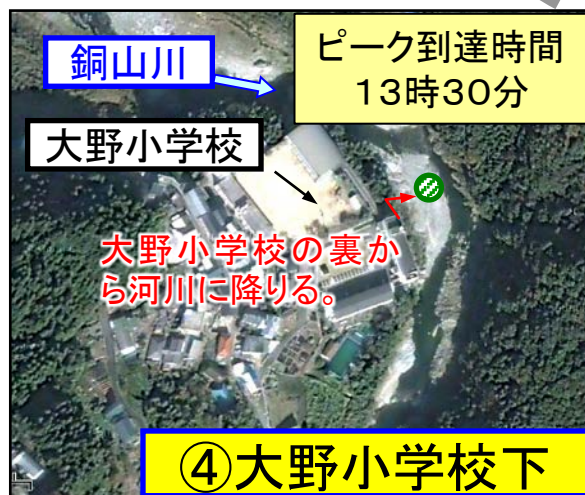 銅山川
ピーク到達時間
13時30分
大野小学校
大野小学校の裏か
ら河川に降りる。
④大野小学校下